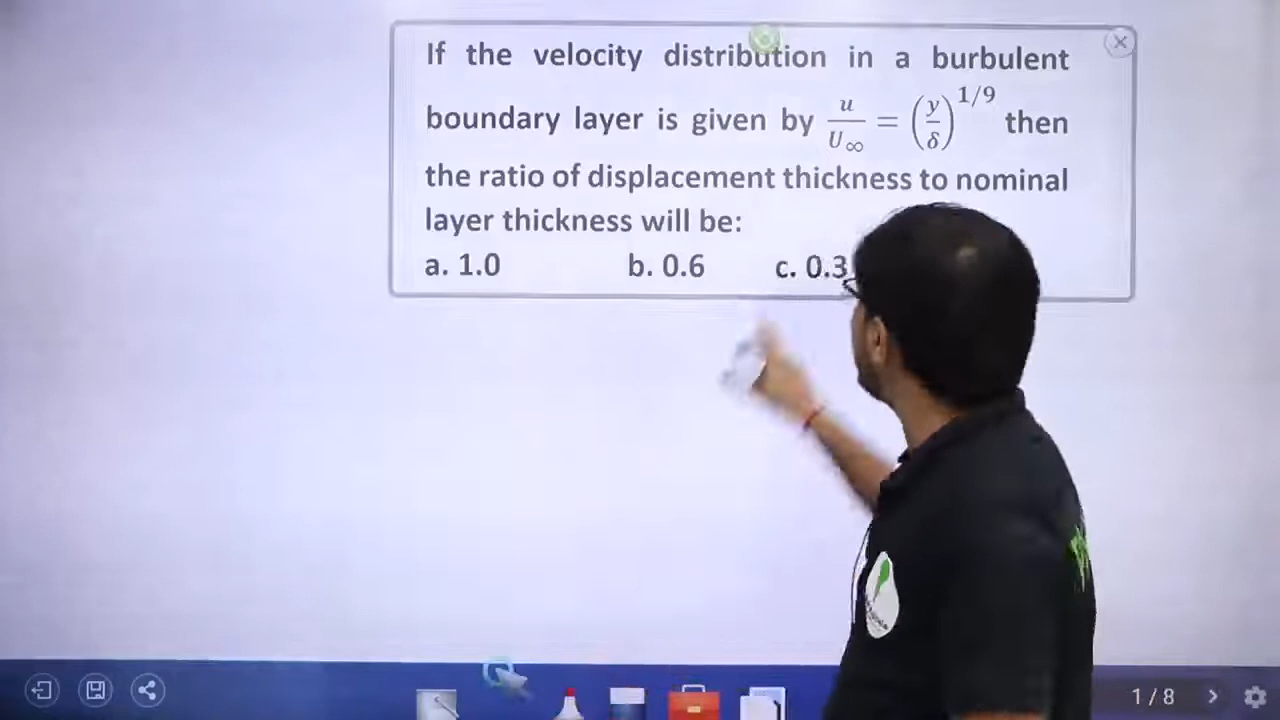 If the velocity distribution in a burbulent
boundary layer is given by u/U∞ = (y/δ)^1/9 then
the ratio of displacement thickness to nominal
layer thickness will be:
a. 1.0 b. 0.6 c. 0.3
1 / 8